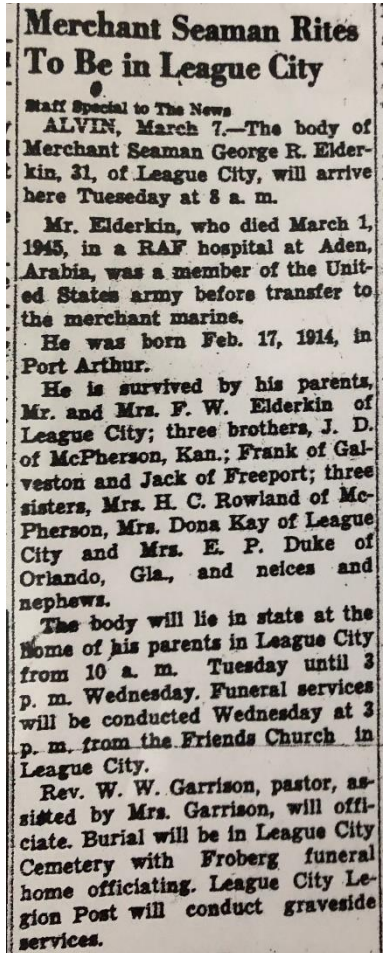 Merchant Seaman Rites
To Be in League City
Staff Special to The News
ALVIN, March 7.—The body of
Merchant Seaman George R. Elder-
kin, 31, of League City, will arrive
here Tueseday at 8 a. m.
Mr. Elderkin, who died March 1,
1945, in a RAF hospital at Aden,
Arabia, was a member of the Unit-
ed States army before transfer to
the merchant marine.
He was born Feb. 17, 1914, in
Port Arthur.
He is survived by his parents,
Mr. and Mrs. F. W. Elderkin of
League City; three brothers, J. D.
of McPherson, Kan.; Frank of Gal-
veston and Jack of Freeport; three
sisters, Mrs. H. C. Rowland of Mc-
Pherson, Mrs. Dona Kay of League
City and Mrs. E. P. Duke of
Orlando, Gla., and neices and
nephews.
The body will lie in state at the
home of his parents in League City
from 10 a. m. Tuesday until 3
p. m. Wednesday. Funeral services
will be conducted Wednesday at 3
p. m. from the Friends Church in
League City.
Rev. W. W. Garrison, pastor, as-
sisted by Mrs. Garrison, will offi-
ciate. Burial will be in League City
Cemetery with Froberg funeral
home officiating. League City Le-
gion Post will conduct graveside
services.